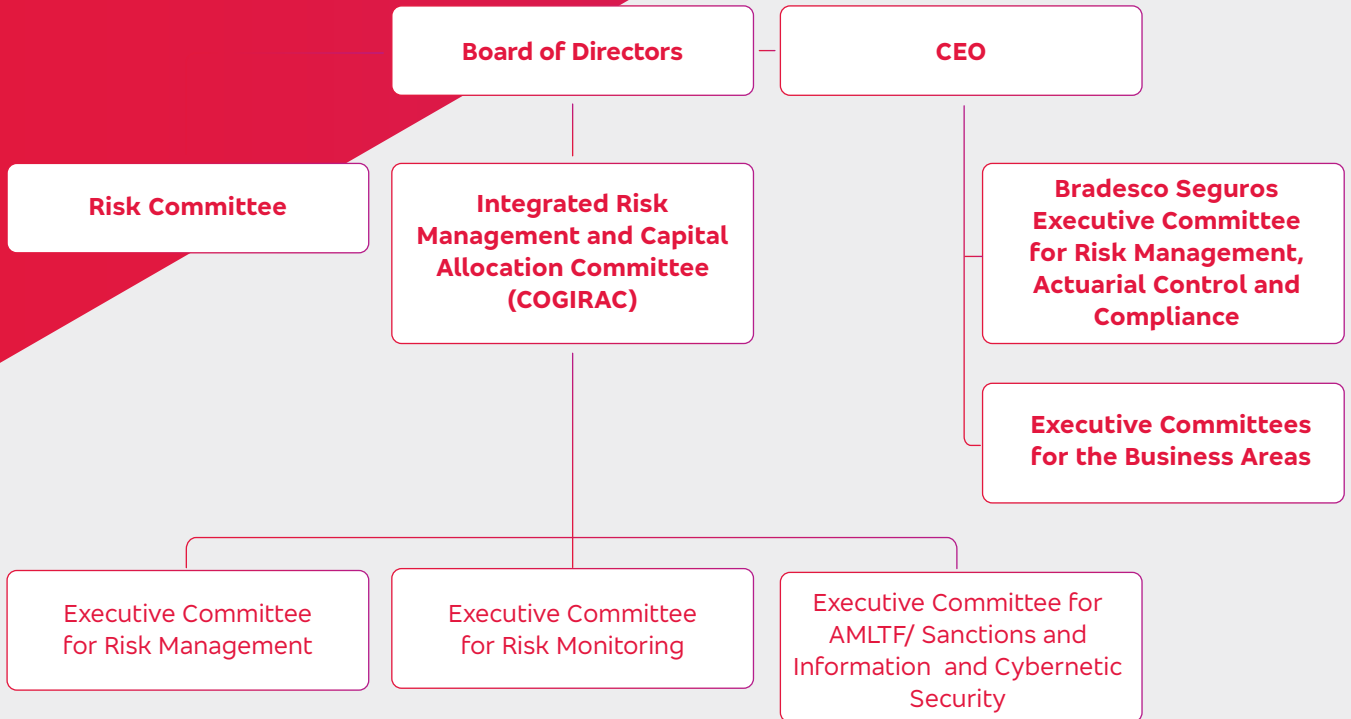 Board of Directors
CEO
Risk Committee
Integrated Risk
Management and Capital
Allocation Committee
(COGIRAC)
Bradesco Seguros
Executive Committee
for Risk Management,
Actuarial Control and
Compliance
Executive Committees
for the Business Areas
Executive Committee
for Risk Management
Executive Committee
for Risk Monitoring
Executive Committee for
AMLTF/ Sanctions and
Information and Cybernetic
Security